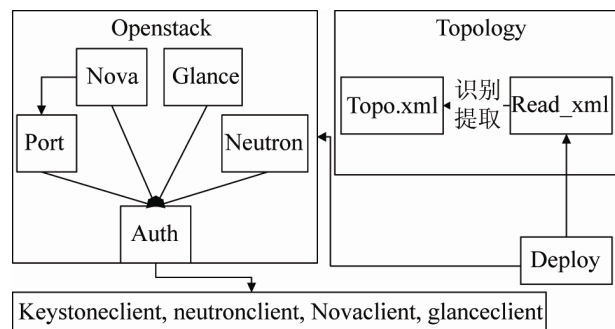 Openstack
Topology
Nova
Glance
Topo.xml
识别
提取
Read_xml
Port
Neutron
Auth
Deploy
Keystoneclient, neutronclient, Novaclient, glanceclient